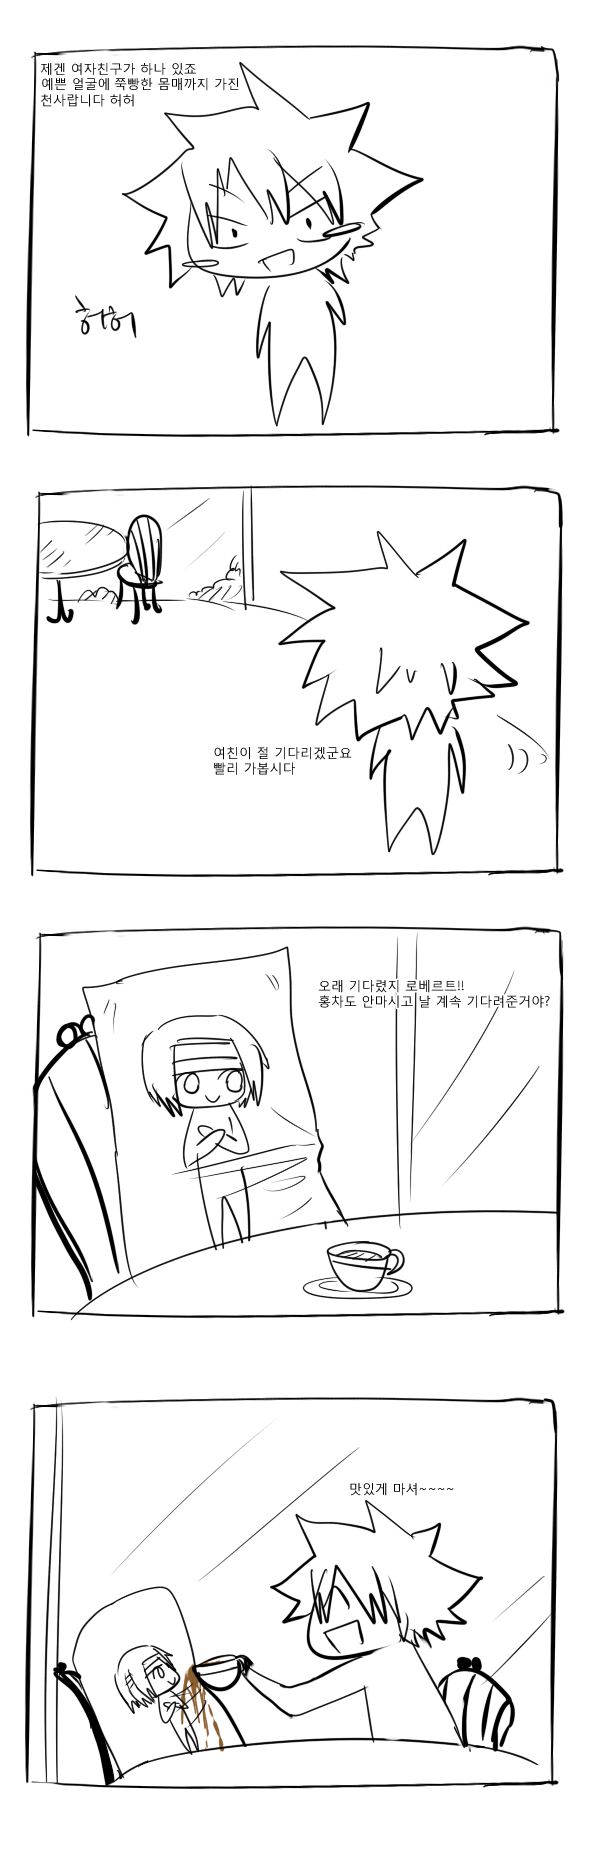 제겐 여자친구가 하나 있죠
예쁜 얼굴에 쭉빵한 몸매까지 가진
천사랍니다 허허
허허
여친이 절 기다리겠군요
빨리 가봅시다
오래 기다렸지 로베르트!!
홍차도 안마시고 날 계속 기다려준거야?
맛있게 마셔~~~~